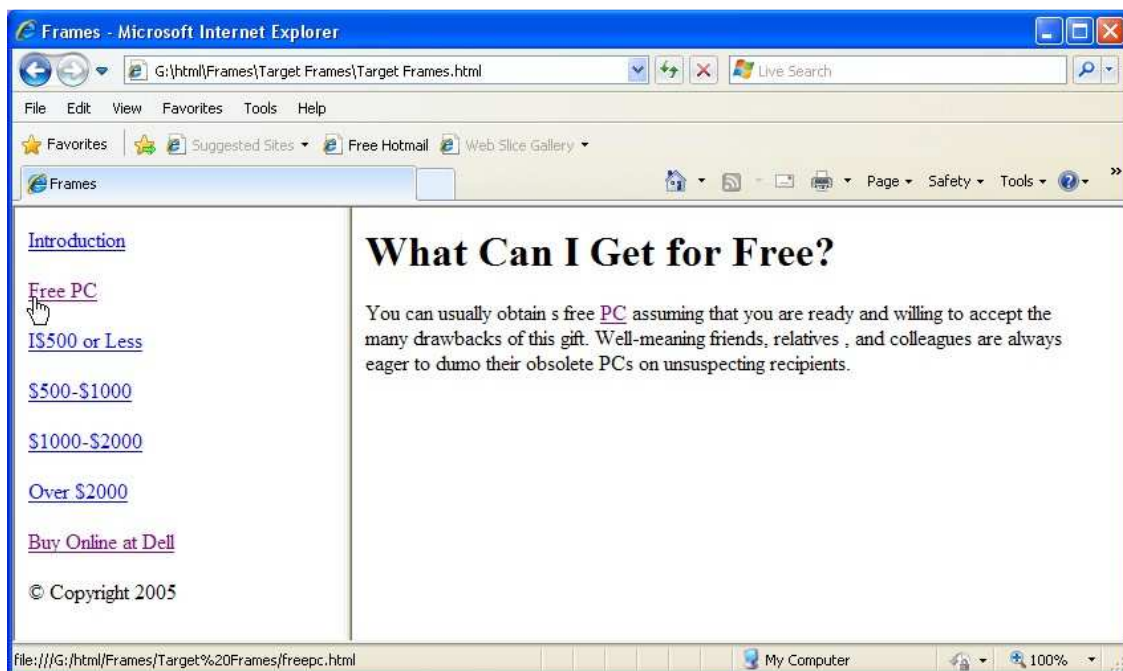 Frames - Microsoft Internet Explorer
G:\html\Frames\Target Frames\Target Frames.html Live Search
File Edit View Favorites Tools Help
Favorites Suggested Sites Free Hotmail Web Slice Gallery
Frames Page Safety Tools »
Introduction
Free PC
I$500 or Less
$500-$1000
$1000-$2000
Over $2000
Buy Online at Dell
© Copyright 2005
What Can I Get for Free?
You can usually obtain s free PC assuming that you are ready and willing to accept the
many drawbacks of this gift. Well-meaning friends, relatives , and colleagues are always
eager to dumo their obsolete PCs on unsuspecting recipients.
file:///G:/html/Frames/Target%20Frames/freepc.html My Computer 100%